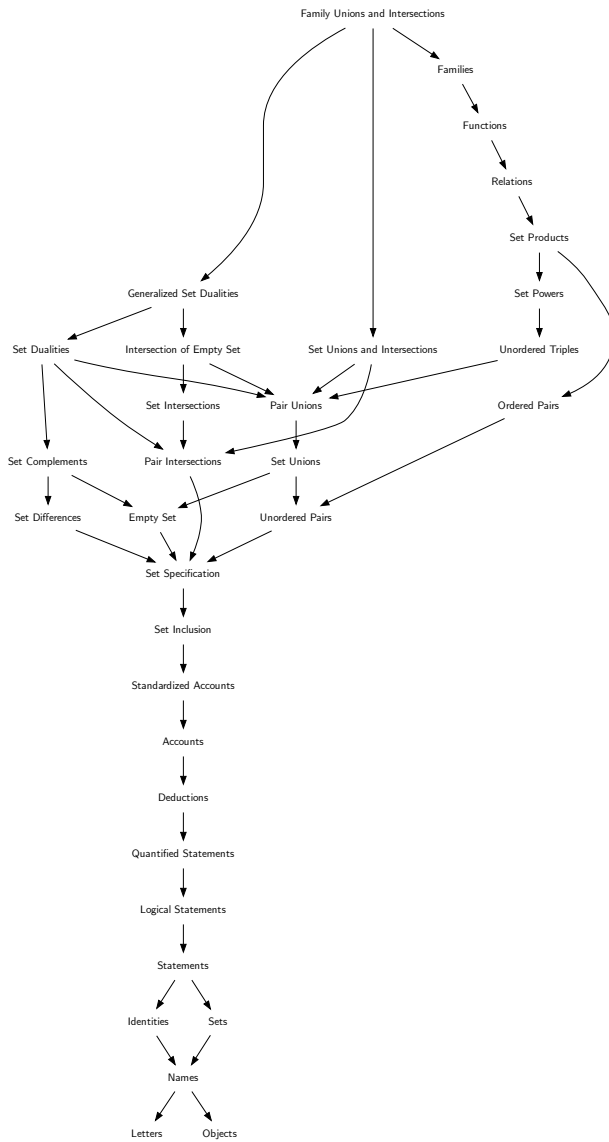 Family Unions and Intersections
Families
Functions
Relations
Set Products
Generalized Set Dualities
Set Powers
Set Dualities
Intersection of Empty Set
Set Unions and Intersections
Unordered Triples
Set Intersections
Pair Unions
Ordered Pairs
Set Complements
Pair Intersections
Set Unions
Set Differences
Empty Set
Unordered Pairs
Set Specification
Set Inclusion
Standardized Accounts
Accounts
Deductions
Quantified Statements
Logical Statements
Statements
Identities
Sets
Names
Letters
Objects